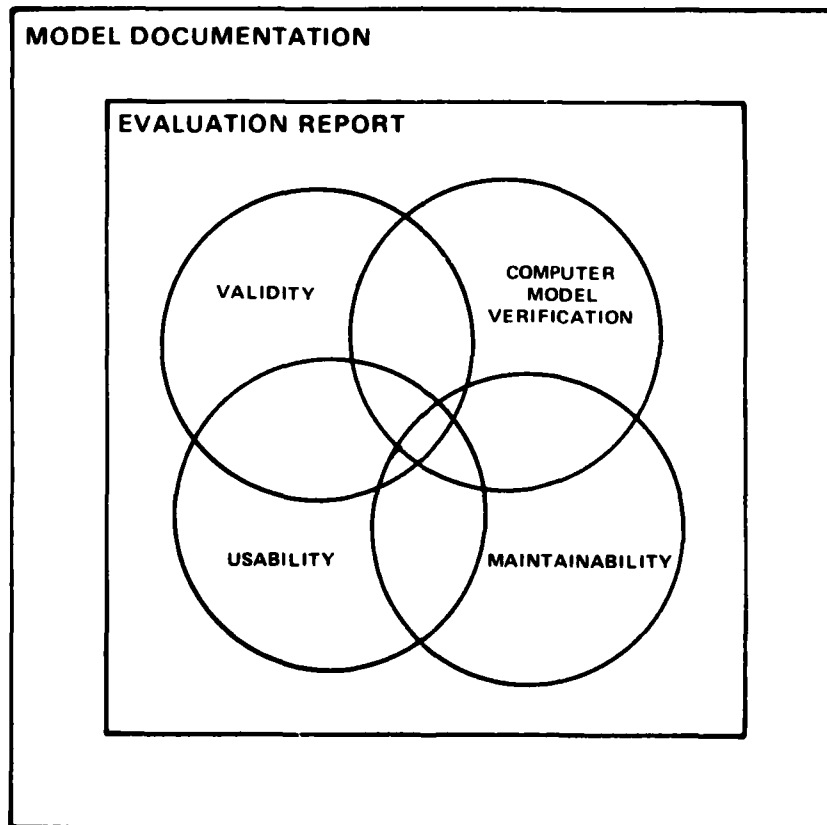 MODEL DOCUMENTATION
EVALUATION REPORT
VALIDITY
COMPUTER
MODEL
VERIFICATION
USABILITY
MAINTAINABILITY